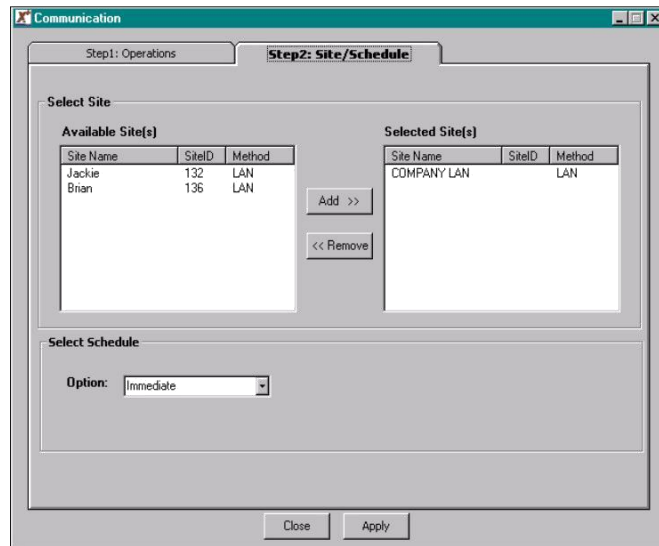 Communication
Step1: Operations Step2: Site/Schedule
Select Site
Available Site(s)
Site Name SiteID Method
Jackie 132 LAN
Brian 136 LAN
Add >>
<< Remove
Selected Site(s)
Site Name SiteID Method
COMPANY LAN LAN
Select Schedule
Option: Immediate
Close Apply